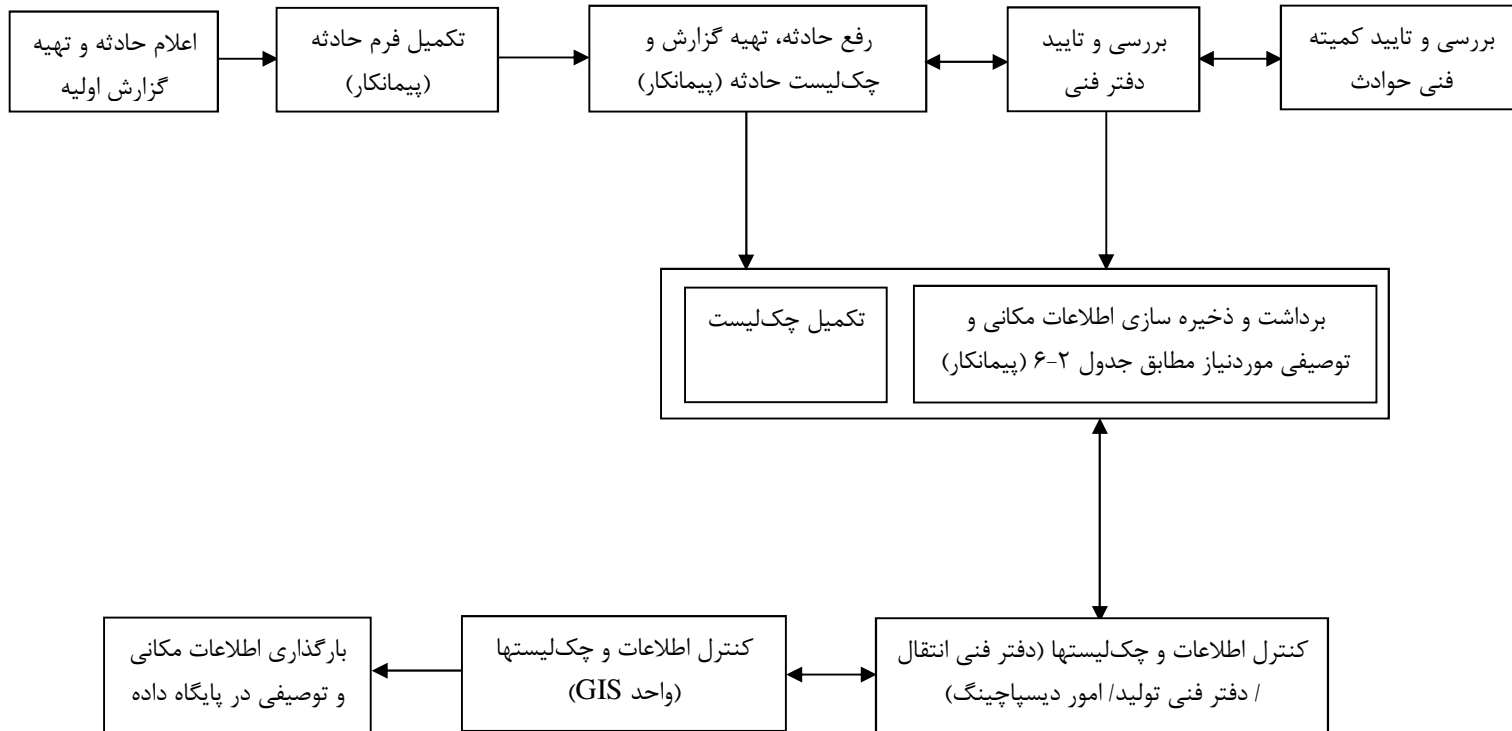 اعلام حادثه و تهیه
گزارش اولیه
تکمیل فرم حادثه
(پیمانکار)
رفع حادثه، تهیه گزارش و
چک‌لیست حادثه (پیمانکار)
بررسی و تایید
دفتر فنی
بررسی و تایید کمیته
فنی حوادث
برداشت و ذخیره سازی اطلاعات مکانی و
توصیفی موردنیاز مطابق جدول ۲-۶ (پیمانکار)
تکمیل چک‌لیست
کنترل اطلاعات و چک‌لیستها (دفتر فنی انتقال
/ دفتر فنی تولید/ امور دیسپاچینگ)
کنترل اطلاعات و چک‌لیستها
(واحد GIS)
بارگذاری اطلاعات مکانی
و توصیفی در پایگاه داده